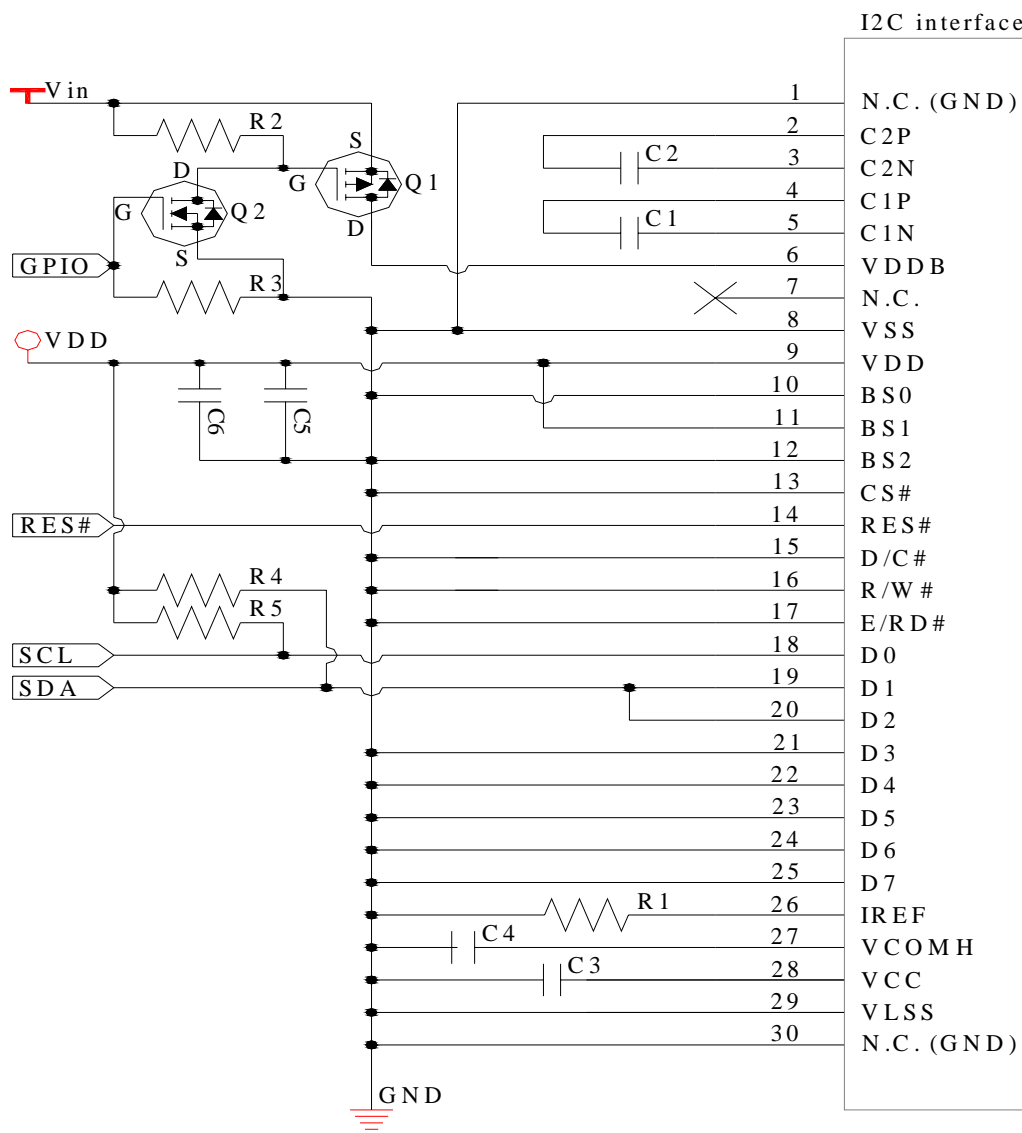 I2C interface
Vin
1 N.C. (GND)
R2
2 C2P
S
C2
3 C2N
D
G
Q1
4 C1P
G
Q2
C1
5 C1N
D
S
GPIO
6 VDDB
R3
7 N.C.
8 VSS
VDD
9 VDD
10 BS0
C6
C5
11 BS1
12 BS2
13 CS#
RES#
14 RES#
15 D/C#
R4
16 R/W#
R5
17 E/RD#
SCL
18 D0
SDA
19 D1
20 D2
21 D3
22 D4
23 D5
24 D6
25 D7
R1
26 IREF
C4
27 VCOMH
C3
28 VCC
29 VLSS
30 N.C. (GND)
GND